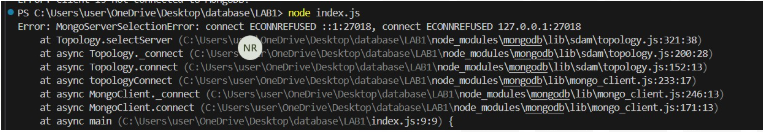 PS C:\Users\user\OneDrive\Desktop\database\LAB1> node index.js
Error: MongoServerSelectionError: connect ECONNREFUSED ::1:27018, connect ECONNREFUSED 127.0.0.1:27018
at Topology.selectServer (C:\Users\user\OneDrive\Desktop\database\LAB1\node_modules\mongodb\lib\sdam\topology.js:321:38)
NR
at async Topology._connect (C:\Users\user\OneDrive\Desktop\database\LAB1\node_modules\mongodb\lib\sdam\topology.js:200:28)
at async Topology.connect (C:\Users\user\OneDrive\Desktop\database\LAB1\node_modules\mongodb\lib\sdam\topology.js:152:13)
at async topologyConnect (C:\Users\user\OneDrive\Desktop\database\LAB1\node_modules\mongodb\lib\mongo_client.js:233:17)
at async MongoClient._connect (C:\Users\user\OneDrive\Desktop\database\LAB1\node_modules\mongodb\lib\mongo_client.js:246:13)
at async MongoClient.connect (C:\Users\user\OneDrive\Desktop\database\LAB1\node_modules\mongodb\lib\mongo_client.js:171:13)
at async main (C:\Users\user\OneDrive\Desktop\database\LAB1\index.js:9:9) {